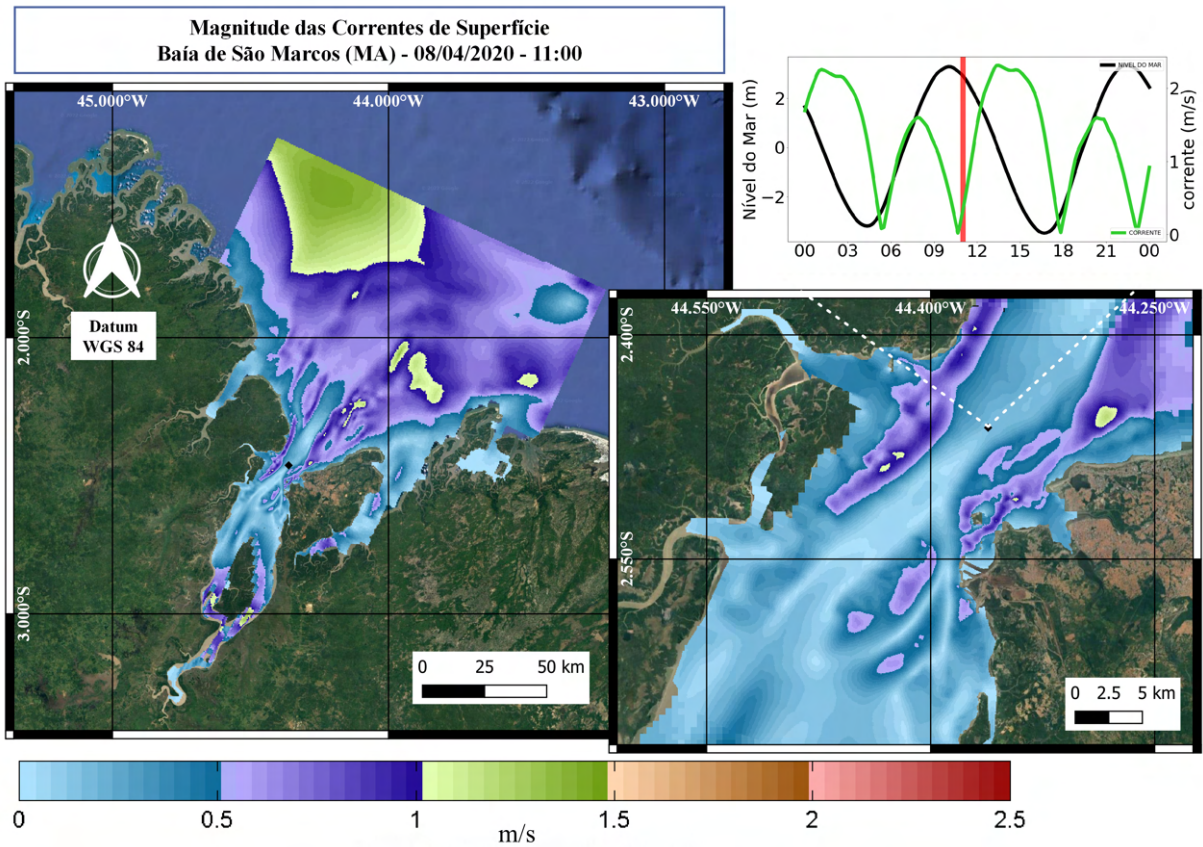 Magnitude das Correntes de Superfície
Baía de São Marcos (MA) - 08/04/2020 - 11:00
45.000°W 44.000°W 43.000°W
2.000°S
3.000°S
Datum
WGS 84
0 25 50 km
Nível do Mar (m)
2
0
−2
NIVEL DO MAR
CORRENTE
2
1
0
corrente (m/s)
00 03 06 09 12 15 18 21 00
44.550°W 44.400°W 44.250°W
2.400°S
2.550°S
0 2.5 5 km
0 0.5 1 1.5 2 2.5
m/s